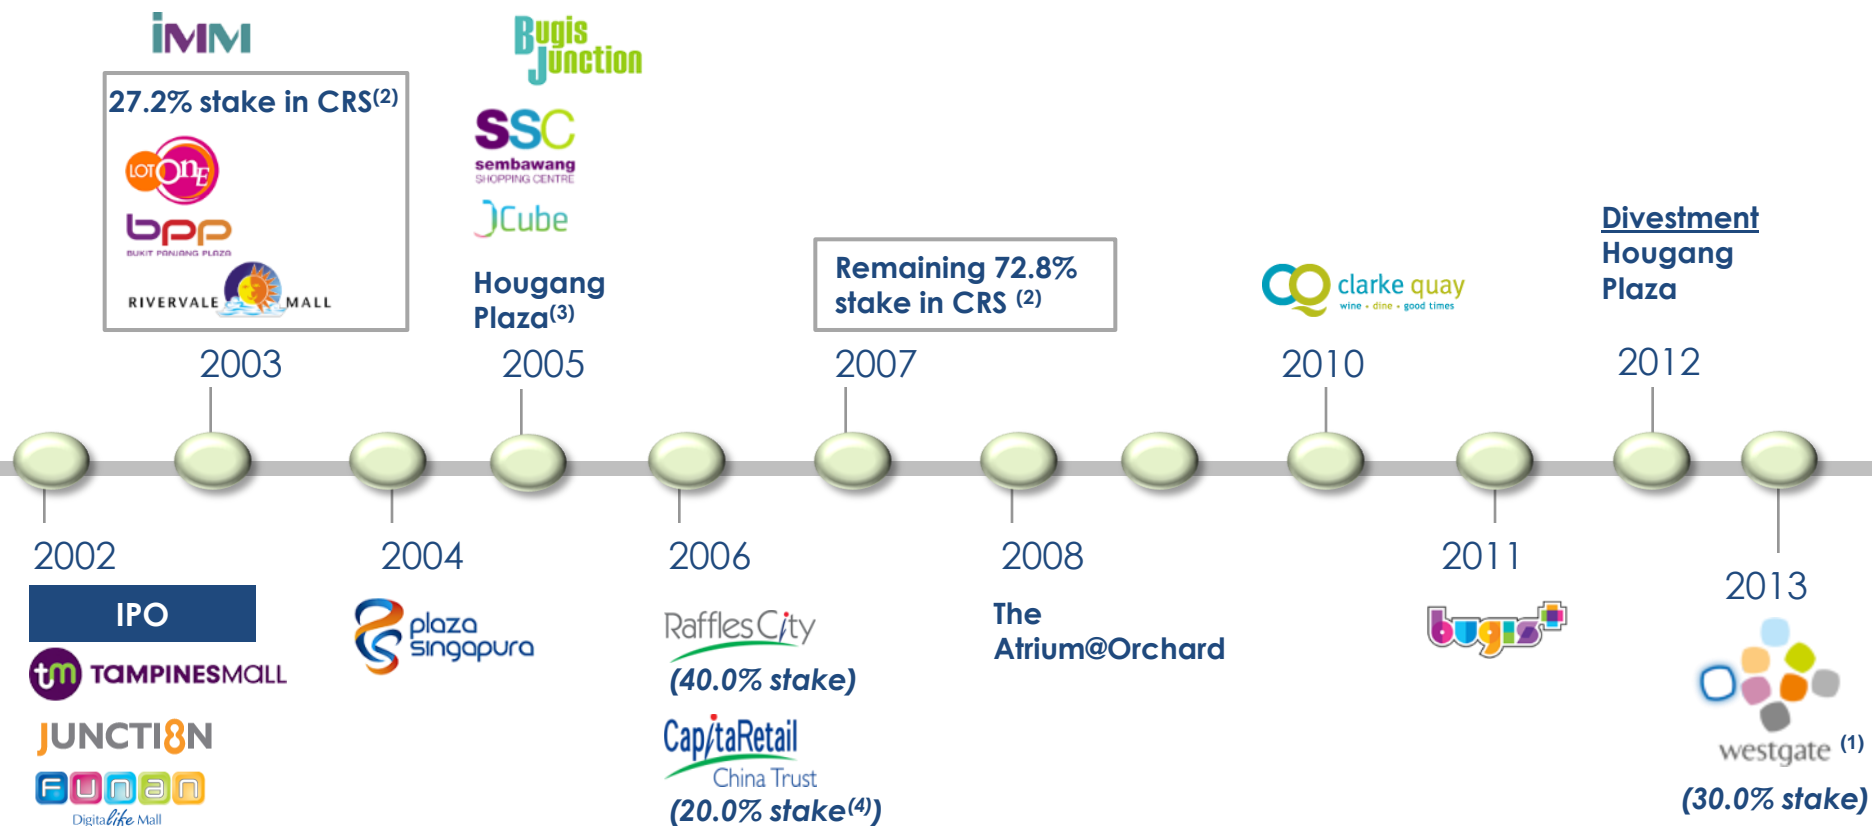 iMM
27.2% stake in CRS(2)
LOT ONE
bpp
BUKIT PANJANG PLAZA
RIVERVALE MALL
2003
Bugis
Junction
SSC
sembawang
SHOPPING CENTRE
JCube
Hougang
Plaza(3)
2005
Remaining 72.8%
stake in CRS (2)
2007
CQ clarke quay
wine • dine • good times
2010
Divestment
Hougang
Plaza
2012
2002
IPO
tm TAMPINESMALL
JUNCTI8N
FUNAN
Digitallife Mall
2004
plaza
singapura
2006
Raffles City
(40.0% stake)
CapitaRetail
China Trust
(20.0% stake(4))
2008
The
Atrium@Orchard
2011
bugis+
2013
westgate (1)
(30.0% stake)